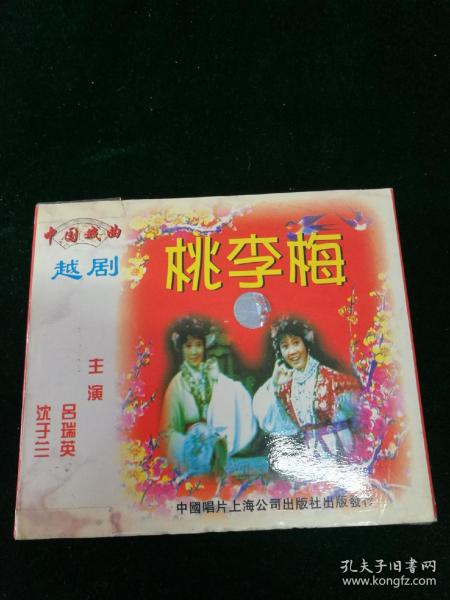 中国戏曲
越剧
桃李梅
主演
吕瑞英
沈于兰
中國唱片上海公司出版社出版發行
孔夫子旧书网
www.kongfz.com